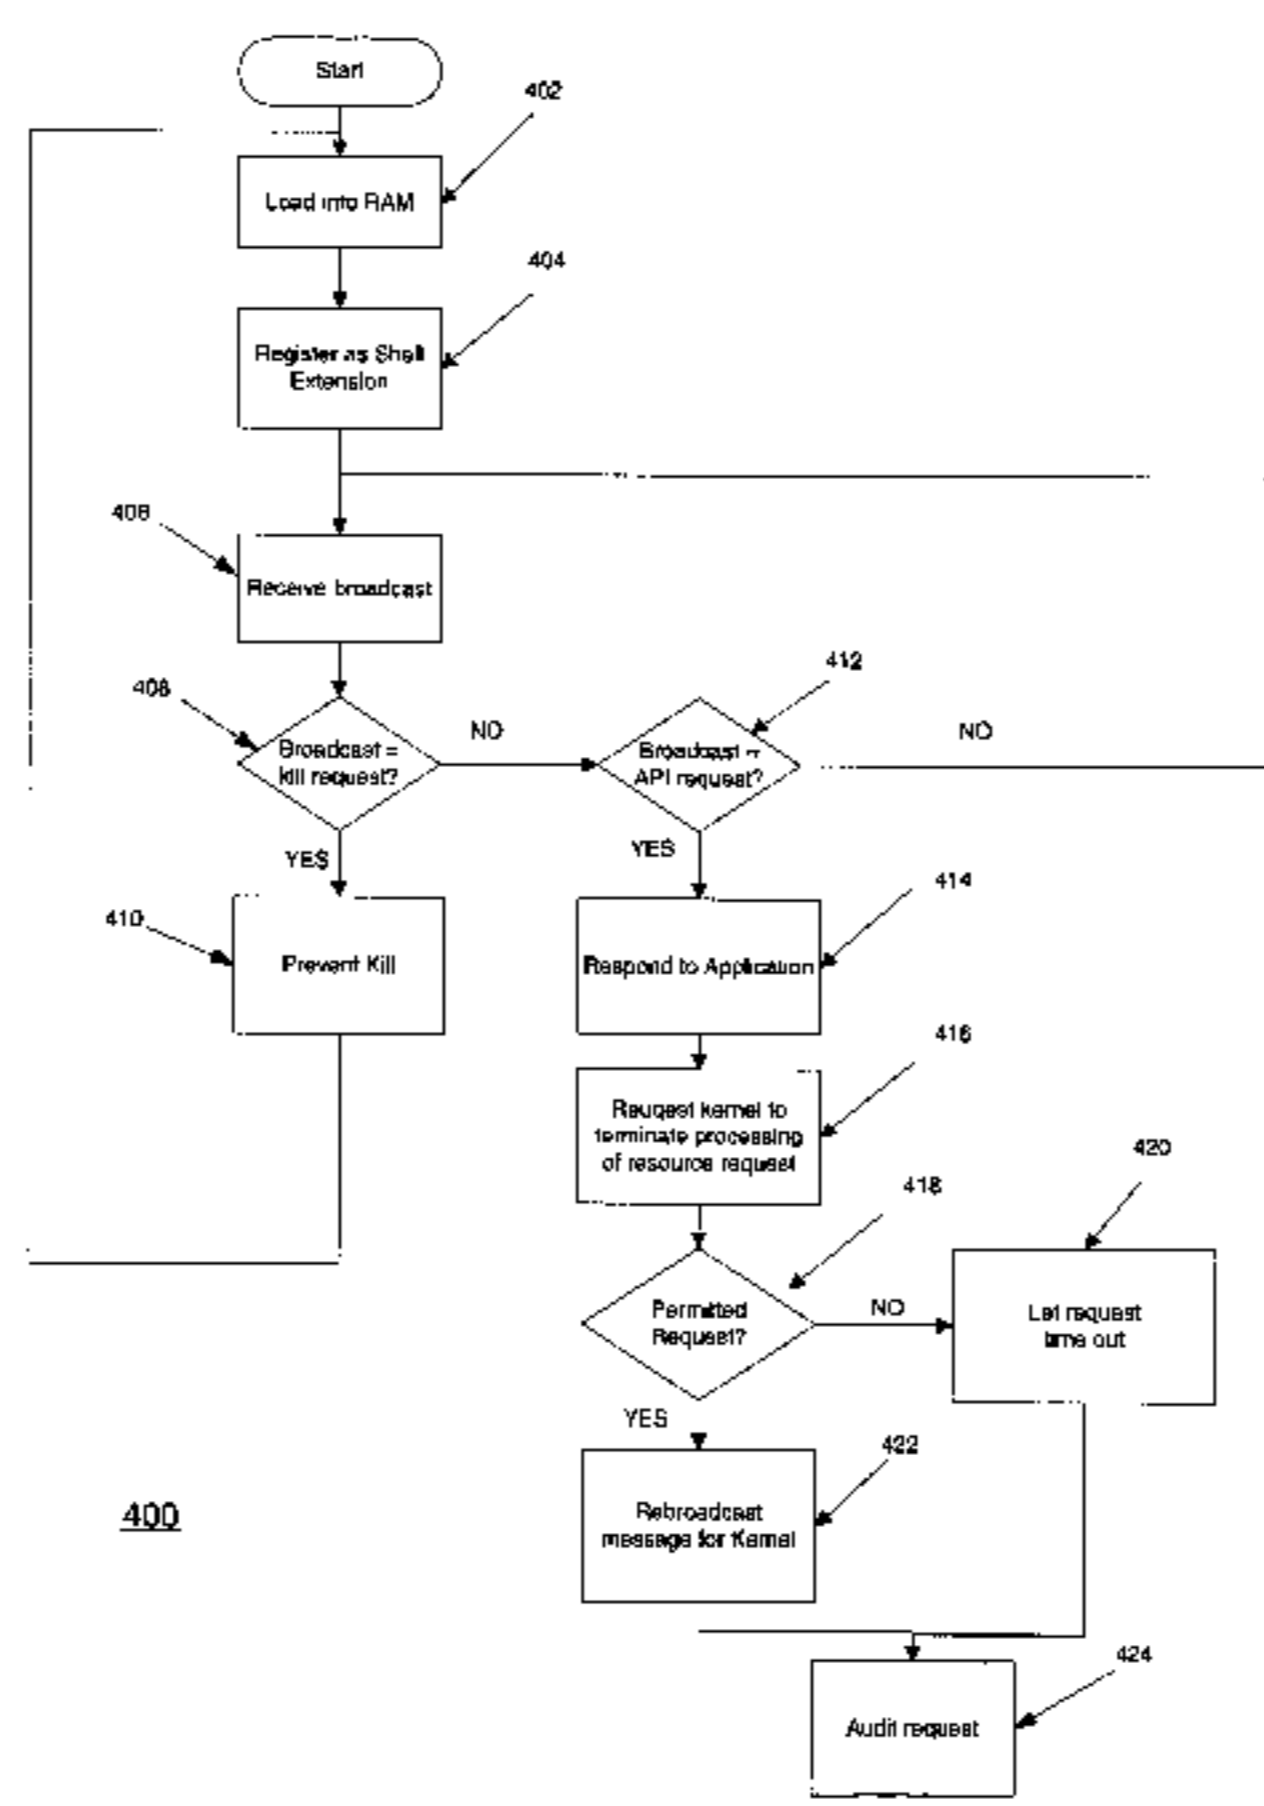 Start
402
Load into RAM
404
Register as Shell
Extension
406
Receive broadcast
408
412
NO
NO
Broadcast =
kill request?
Broadcast =
API request?
YES
YES
414
410
Prevent Kill
Respond to Application
416
Reuqest kernel to
terminate processing
of resource request
420
418
Permitted
Request?
NO
Let request
time out
YES
422
Rebroadcast
message for Kernel
400
424
Audit request